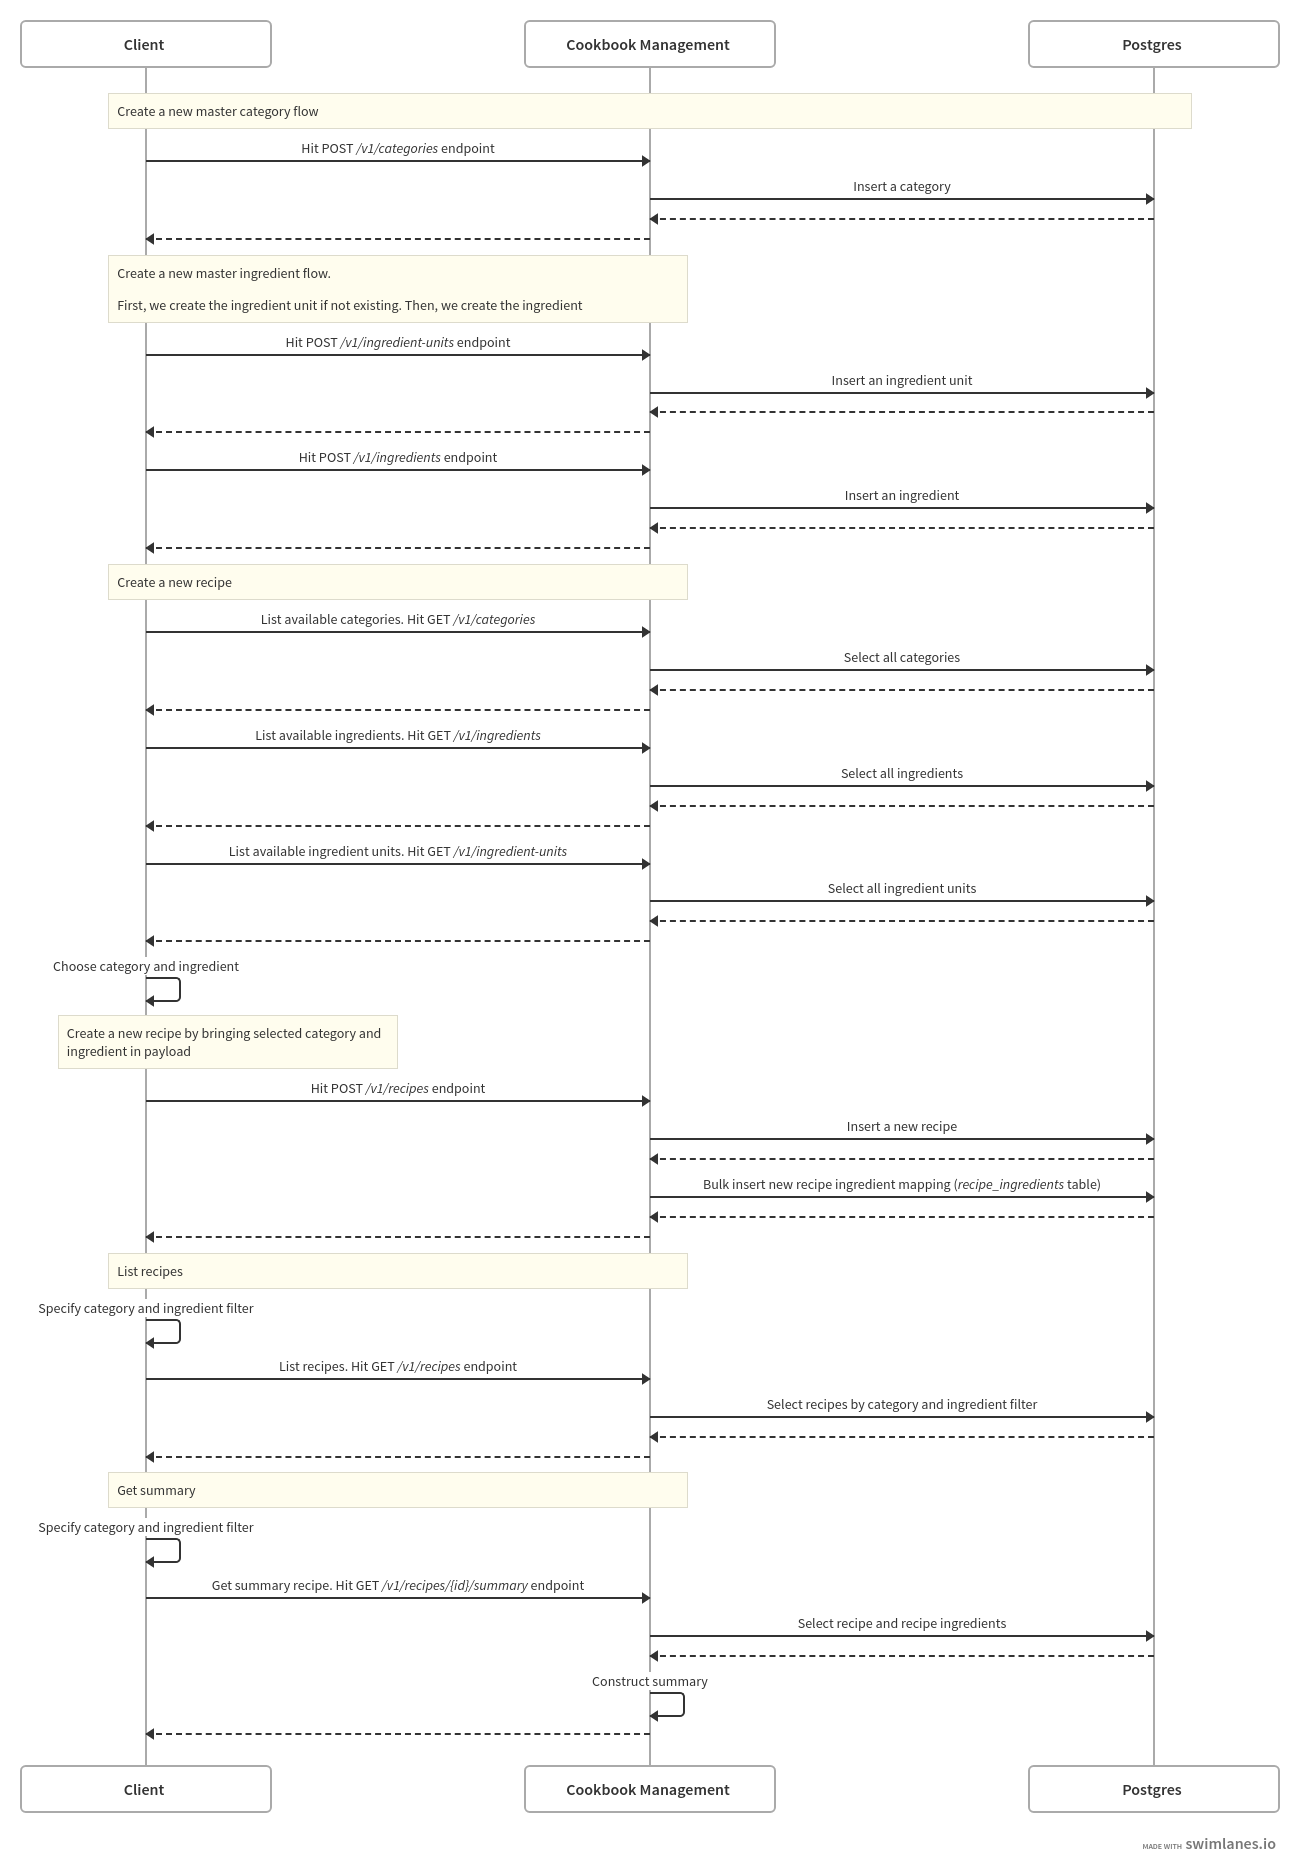 Client
Cookbook Management
Postgres
Create a new master category flow
Hit POST /v1/categories endpoint
Insert a category
Create a new master ingredient flow.
First, we create the ingredient unit if not existing. Then, we create the ingredient
Hit POST /v1/ingredient-units endpoint
Insert an ingredient unit
Hit POST /v1/ingredients endpoint
Insert an ingredient
Create a new recipe
List available categories. Hit GET /v1/categories
Select all categories
List available ingredients. Hit GET /v1/ingredients
Select all ingredients
List available ingredient units. Hit GET /v1/ingredient-units
Select all ingredient units
Choose category and ingredient
Create a new recipe by bringing selected category and
ingredient in payload
Hit POST /v1/recipes endpoint
Insert a new recipe
Bulk insert new recipe ingredient mapping (recipe_ingredients table)
List recipes
Specify category and ingredient filter
List recipes. Hit GET /v1/recipes endpoint
Select recipes by category and ingredient filter
Get summary
Specify category and ingredient filter
Get summary recipe. Hit GET /v1/recipes/{id}/summary endpoint
Select recipe and recipe ingredients
Construct summary
Client
Cookbook Management
Postgres
MADE WITH swimlanes.io